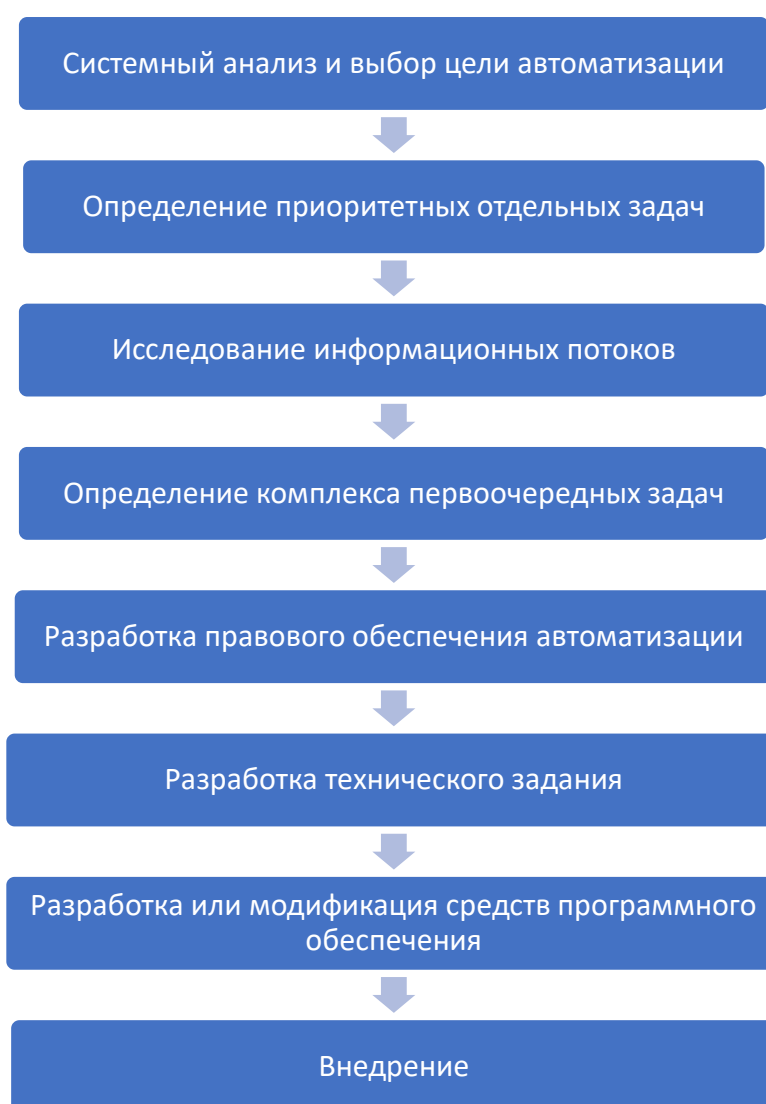 Системный анализ и выбор цели автоматизации
Определение приоритетных отдельных задач
Исследование информационных потоков
Определение комплекса первоочередных задач
Разработка правового обеспечения автоматизации
Разработка технического задания
Разработка или модификация средств программного
обеспечения
Внедрение